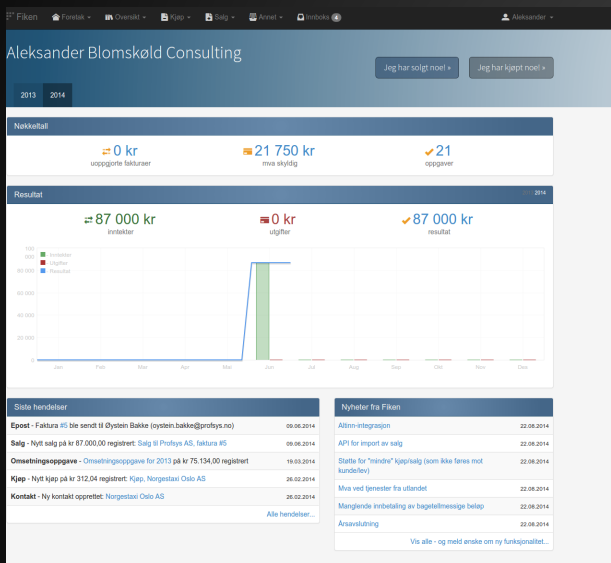 Fiken Foretak Oversikt Kjøp Salg Annet Innboks 4 Aleksander
Aleksander Blomskøld Consulting
Jeg har solgt noe! » Jeg har kjøpt noe! »
2013 2014
Nøkkeltall
0 kr 21 750 kr 21
uoppgjorte fakturaer mva skyldig oppgaver
Resultat 2014
87 000 kr 0 kr 87 000 kr
inntekter utgifter resultat
100
000
Inntekter
Utgifter
80 000 Resultat
60 000
40 000
20 000
0
Jan Feb Mar Apr Mai Jun Jul Aug Sep Okt Nov Des
Siste hendelser
Epost - Faktura #5 ble sendt til Øystein Bakke (oystein.bakke@profsys.no) 09.06.2014
Salg - Nytt salg på kr 87.000,00 registrert: Salg til Profsys AS, faktura #5 09.06.2014
Omsetningsoppgave - Omsetningeoppgave for 2013 på kr 75.134,00 registrert 19.03.2014
Kjøp - Nytt kjøp på kr 312,04 registrert: Kjøp, Norgestaxi Oslo AS 26.02.2014
Kontakt - Ny kontakt opprettet: Norgestaxi Oslo AS 26.02.2014
Alle hendelser...
Nyheter fra Fiken
Altinn-integrasjon 22.08.2014
API for import av salg 22.08.2014
Støtte for "mindre" kjøp/salg (som ikke føres mot
kunde/lev) 22.08.2014
Mva ved tjenester fra utlandet 22.08.2014
Manglende innbetaling av bagetellmessige beløp 22.08.2014
Årsavslutning 22.08.2014
Vis alle - og meld ønske om ny funksjonalitet...